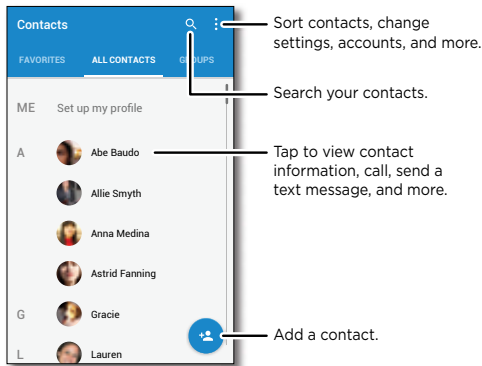 Contacts
FAVORITES ALL CONTACTS GROUPS
ME Set up my profile
A Abe Baudo
Allie Smyth
Anna Medina
Astrid Fanning
G Gracie
L Lauren
Sort contacts, change
settings, accounts, and more.
Search your contacts.
Tap to view contact
information, call, send a
text message, and more.
Add a contact.